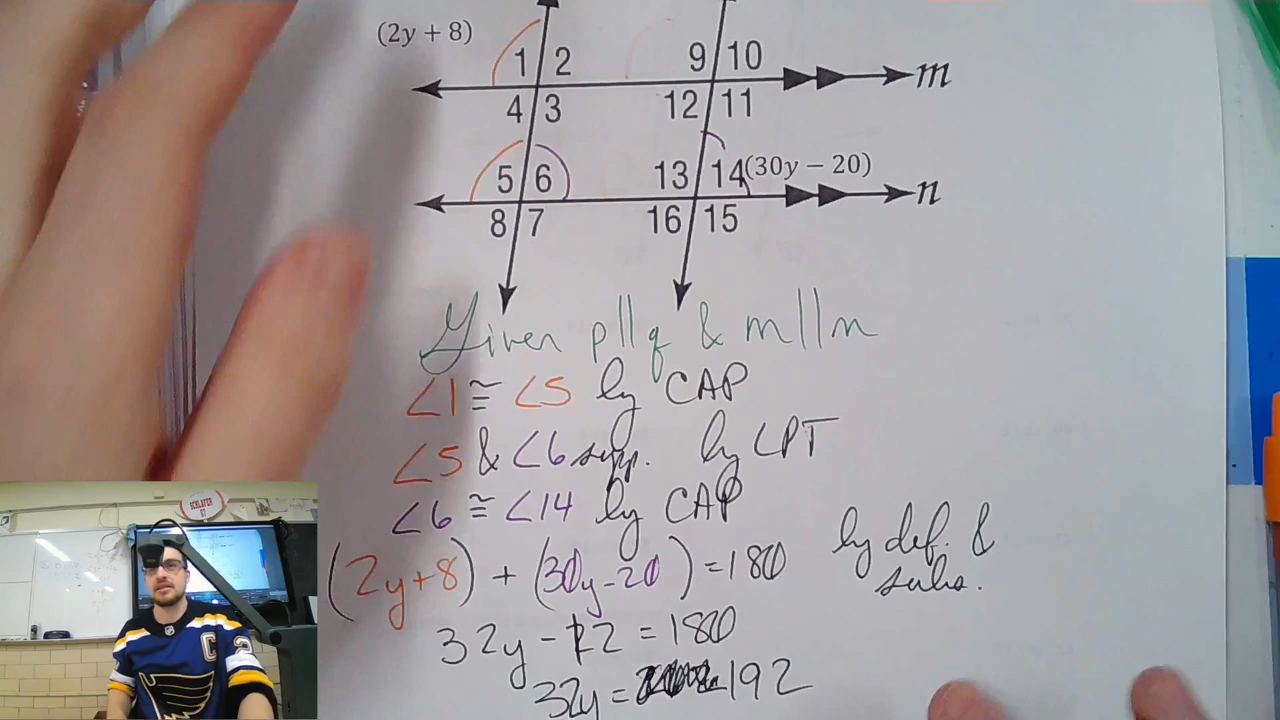 (2y + 8)
1 2 9 10
m
4 3 12 11
5 6 13 14 (30y − 20)
n
8 7 16 15
Given p||q & m||n
∠1 ≅ ∠5 by CAP
∠5 & ∠6 supp. by LPT
∠6 ≅ ∠14 by CAP
(2y+8) + (30y-20) = 180 by def. &
subs.
32y - 12 = 180
32y = 192
C
2